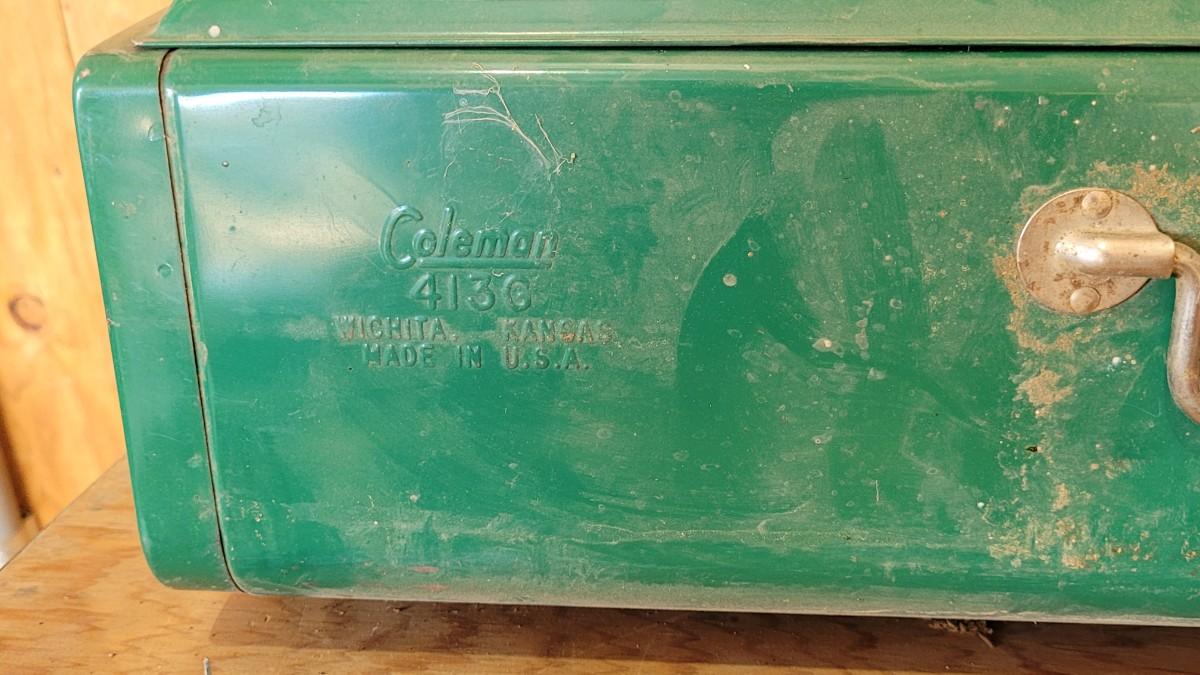 Coleman
413G
WICHITA, KANSAS
MADE IN U.S.A.